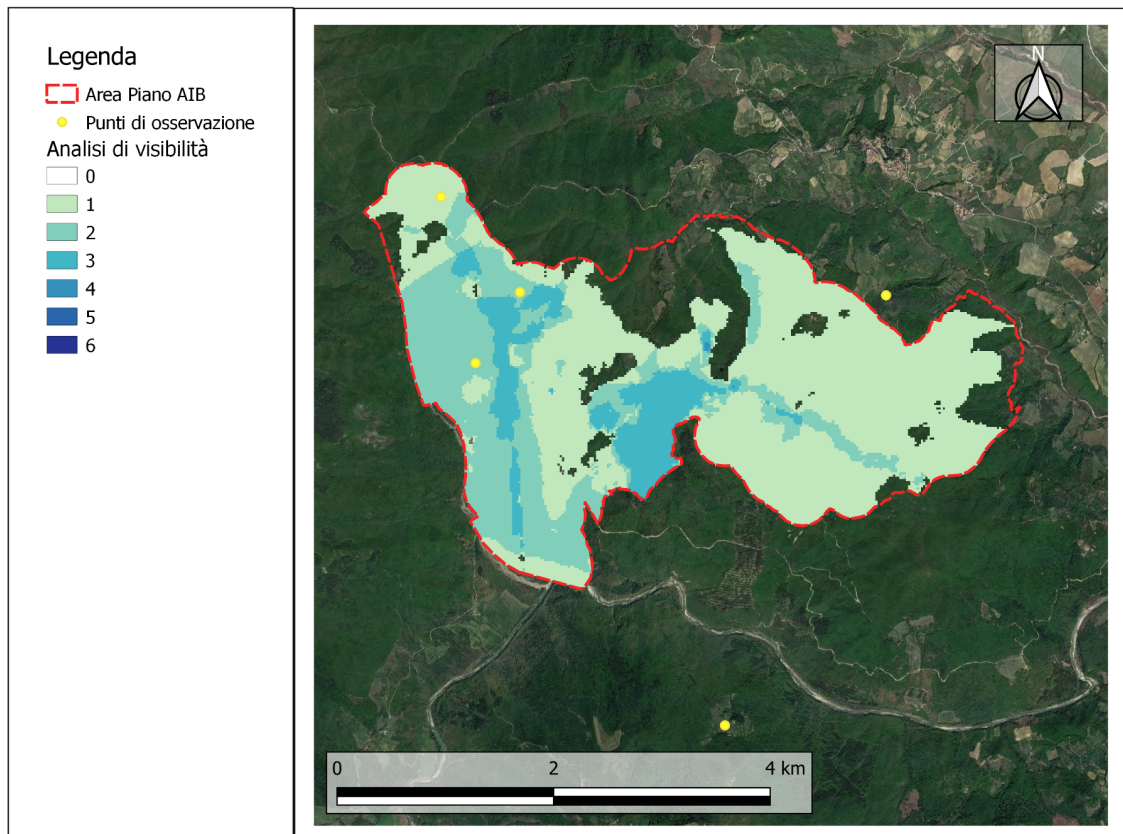 Legenda
Area Piano AIB
Punti di osservazione
Analisi di visibilità
0
1
2
3
4
5
6
N
0 2 4 km